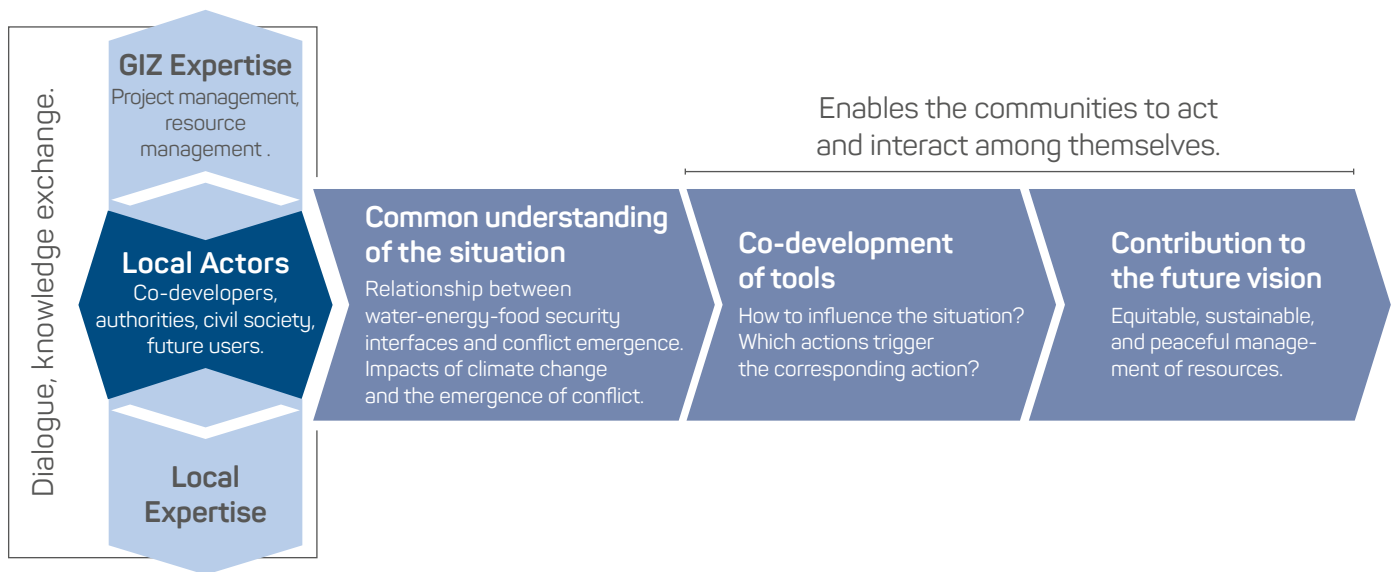 Dialogue, knowledge exchange.
GIZ Expertise
Project management,
resource
management .
Local Actors
Co-developers,
authorities, civil society,
future users.
Local
Expertise
Common understanding
of the situation
Relationship between
water-energy-food security
interfaces and conflict emergence.
Impacts of climate change
and the emergence of conflict.
Enables the communities to act
and interact among themselves.
Co-development
of tools
How to influence the situation?
Which actions trigger
the corresponding action?
Contribution to
the future vision
Equitable, sustainable,
and peaceful manage-
ment of resources.